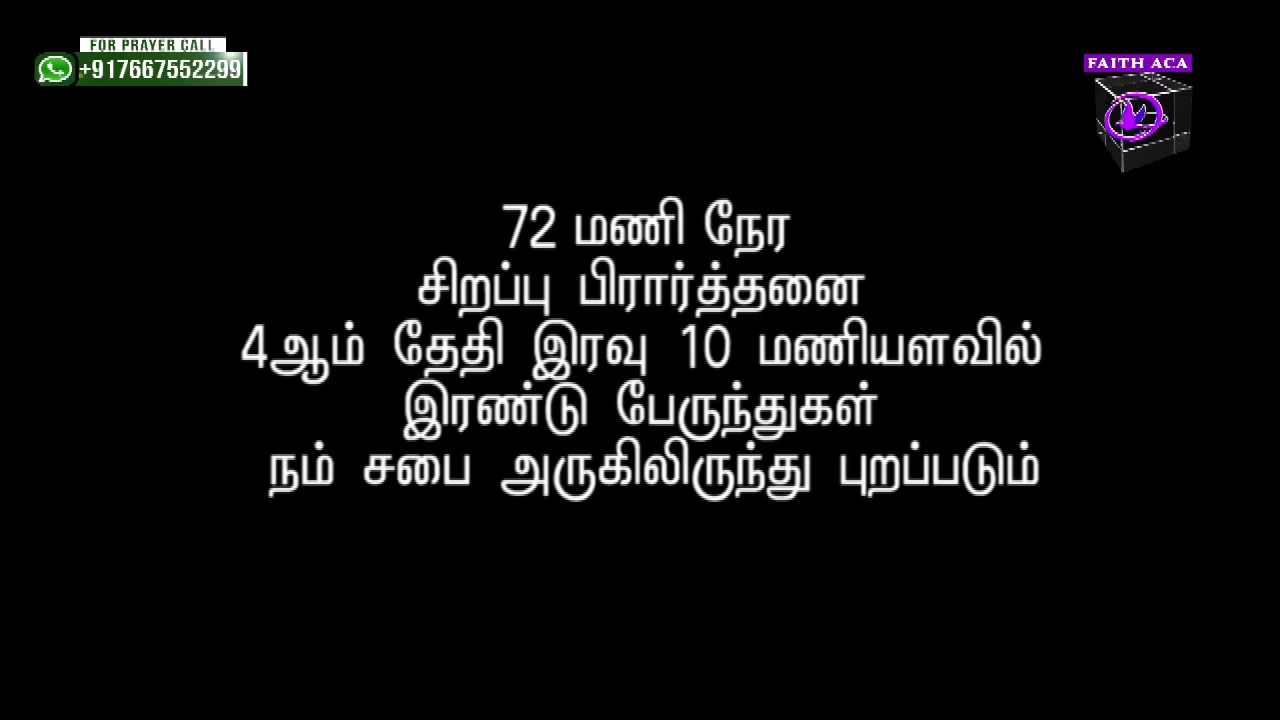 FOR PRAYER CALL
+917667552299
FAITH ACA
72 மணி நேர
சிறப்பு பிரார்த்தனை
4ஆம் தேதி இரவு 10 மணியளவில்
இரண்டு பேருந்துகள்
நம் சபை அருகிலிருந்து புறப்படும்